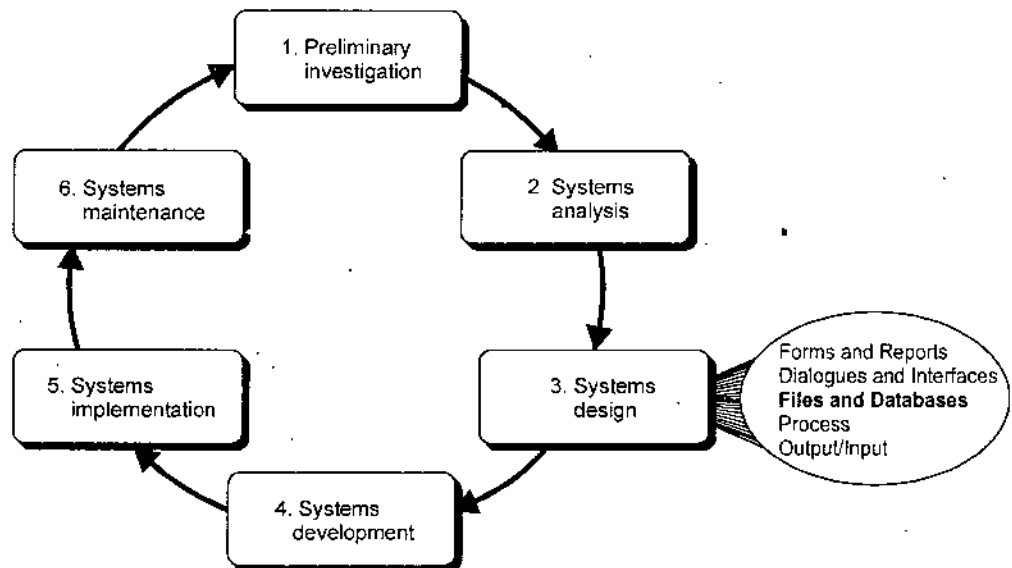 1. Preliminary
investigation
2 Systems
analysis
3. Systems
design
Forms and Reports
Dialogues and Interfaces
Files and Databases
Process
Output/Input
4. Systems
development
5. Systems
implementation
6. Systems
maintenance